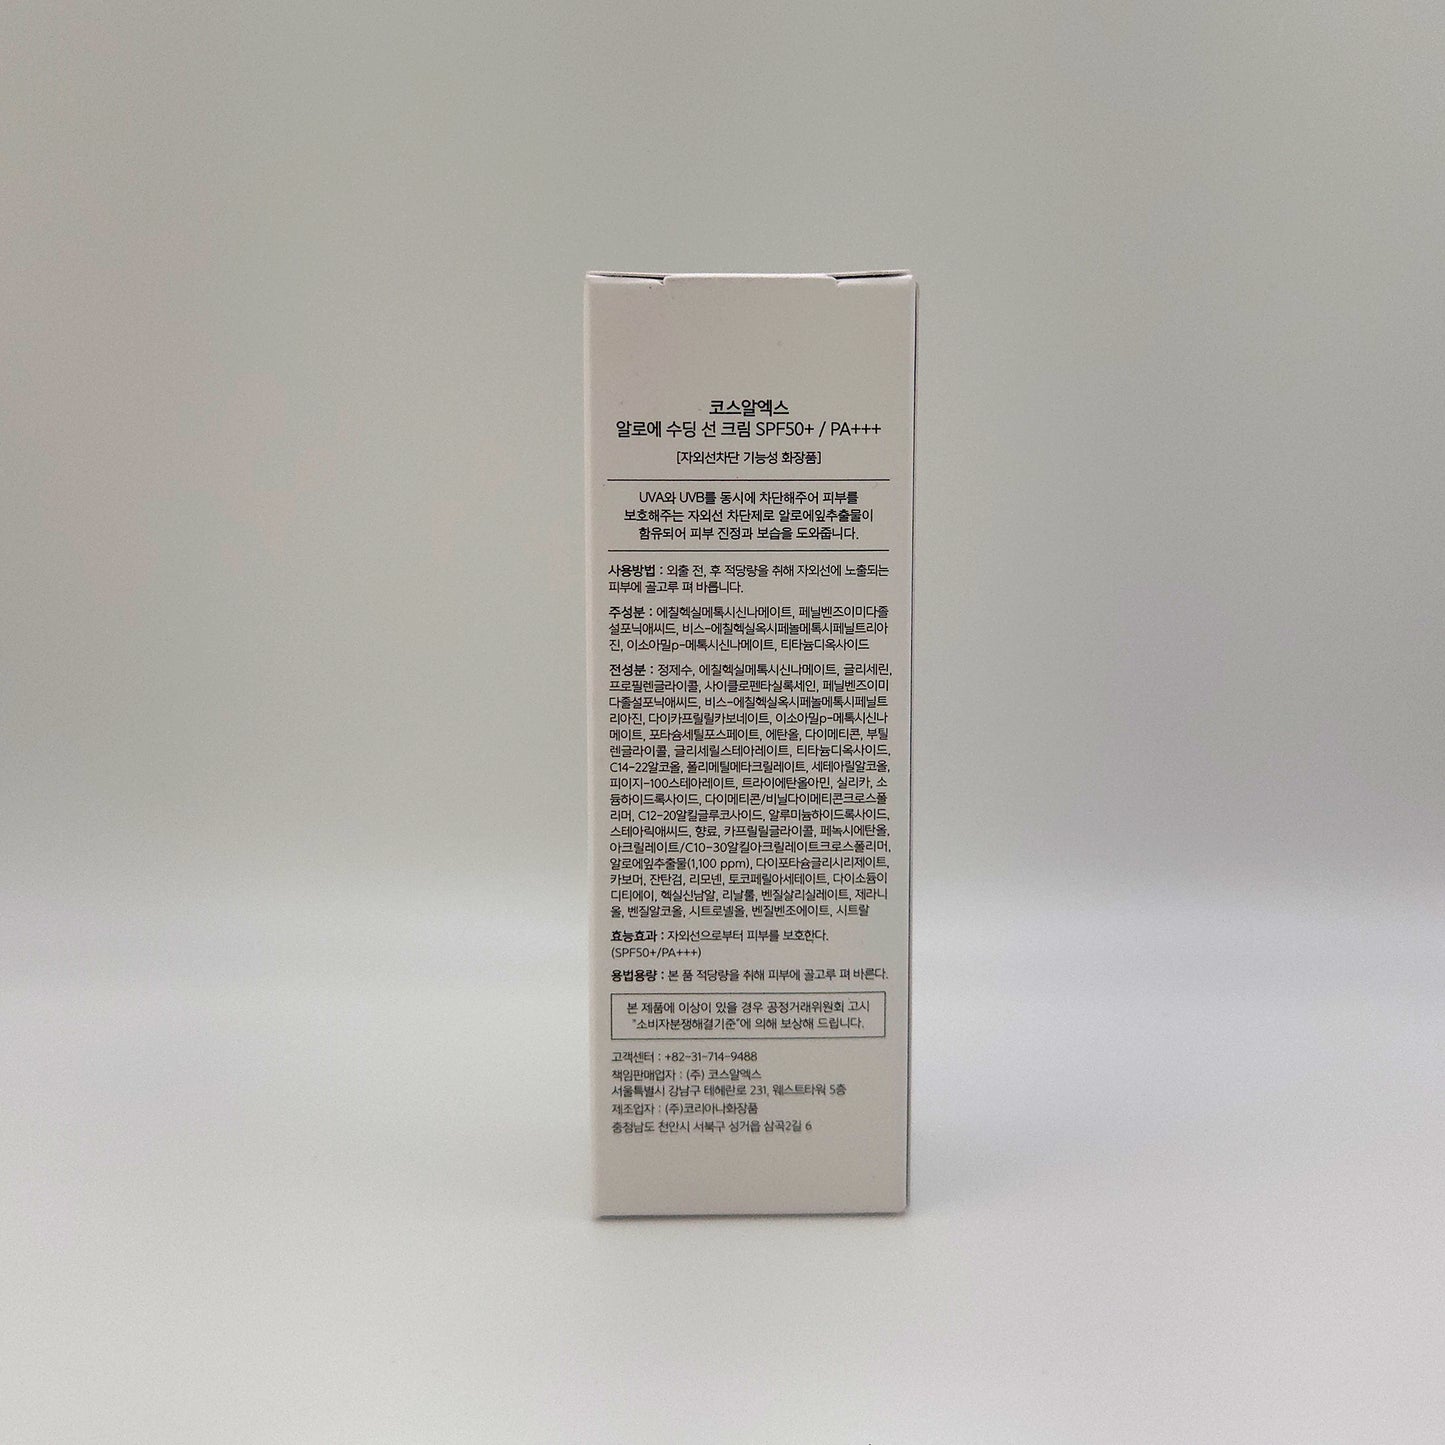 코스알엑스
알로에 수딩 선 크림 SPF50+ / PA+++
[자외선차단 기능성 화장품]
UVA와 UVB를 동시에 차단해주어 피부를
보호해주는 자외선 차단제로 알로에잎추출물이
함유되어 피부 진정과 보습을 도와줍니다.
사용방법 : 외출 전, 후 적당량을 취해 자외선에 노출되는
피부에 골고루 펴 바릅니다.
주성분 : 에칠헥실메톡시신나메이트, 페닐벤즈이미다졸
설포닉애씨드, 비스-에칠헥실옥시페놀메톡시페닐트리아
진, 이소아밀p-메톡시신나메이트, 티타늄디옥사이드
전성분 : 정제수, 에칠헥실메톡시신나메이트, 글리세린,
프로필렌글라이콜, 사이클로펜타실록세인, 페닐벤즈이미
다졸설포닉애씨드, 비스-에칠헥실옥시페놀메톡시페닐트
리아진, 다이카프릴릴카보네이트, 이소아밀p-메톡시신나
메이트, 포타슘세틸포스페이트, 에탄올, 다이메티콘, 부틸
렌글라이콜, 글리세릴스테아레이트, 티타늄디옥사이드,
C14-22알코올, 폴리메틸메타크릴레이트, 세테아릴알코올,
피이지-100스테아레이트, 트라이에탄올아민, 실리카, 소
듐하이드록사이드, 다이메티콘/비닐다이메티콘크로스폴
리머, C12-20알킬글루코사이드, 알루미늄하이드록사이드,
스테아릭애씨드, 향료, 카프릴릴글라이콜, 페녹시에탄올,
아크릴레이트/C10-30알킬아크릴레이트크로스폴리머,
알로에잎추출물(1,100 ppm), 다이포타슘글리시리제이트,
카보머, 잔탄검, 리모넨, 토코페릴아세테이트, 다이소듐이
디티에이, 헥실신남알, 리날룰, 벤질살리실레이트, 제라니
올, 벤질알코올, 시트로넬올, 벤질벤조에이트, 시트랄
효능효과 : 자외선으로부터 피부를 보호한다.
(SPF50+/PA+++)
용법용량 : 본 품 적당량을 취해 피부에 골고루 펴 바른다.
본 제품에 이상이 있을 경우 공정거래위원회 고시
"소비자분쟁해결기준"에 의해 보상해 드립니다.
고객센터 : +82-31-714-9488
책임판매업자 : (주) 코스알엑스
서울특별시 강남구 테헤란로 231, 웨스트타워 5층
제조업자 : (주)코리아나화장품
충청남도 천안시 서북구 성거읍 삼곡2길 6